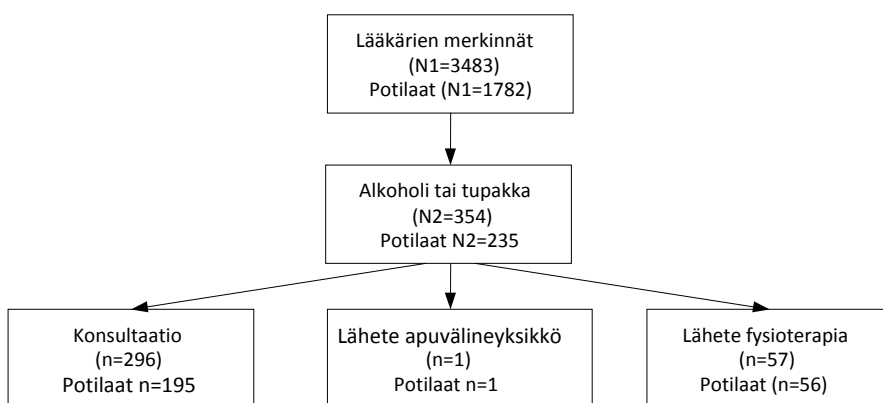 Lääkärien merkinnät
(N1=3483)
Potilaat (N1=1782)
Alkoholi tai tupakka
(N2=354)
Potilaat N2=235
Konsultaatio
(n=296)
Potilaat n=195
Lähete apuvälineyksikkö
(n=1)
Potilaat n=1
Lähete fysioterapia
(n=57)
Potilaat (n=56)